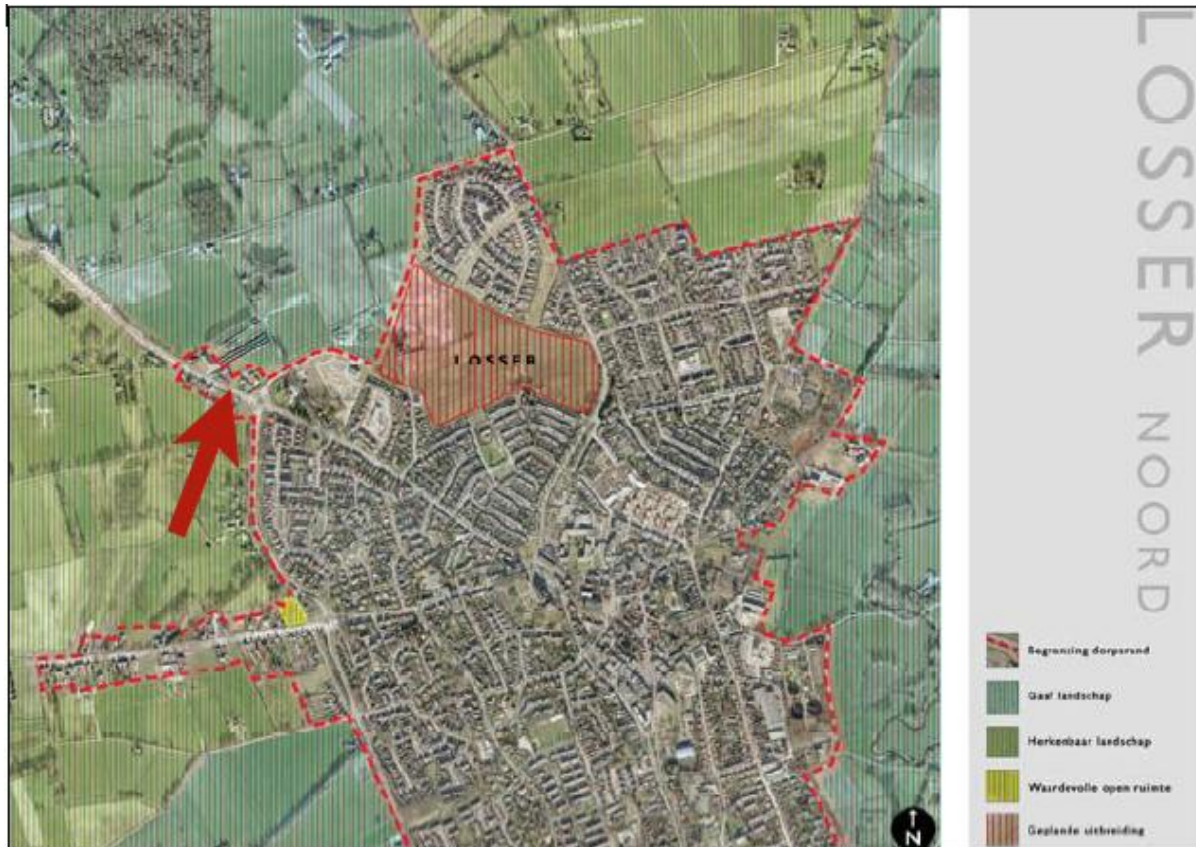 LOSSER
LOSSER NOORD
Begrenzing dorpsrand
Gaaf landschap
Herkenbaar landschap
Waardevolle open ruimte
Geplande uitbreiding
N